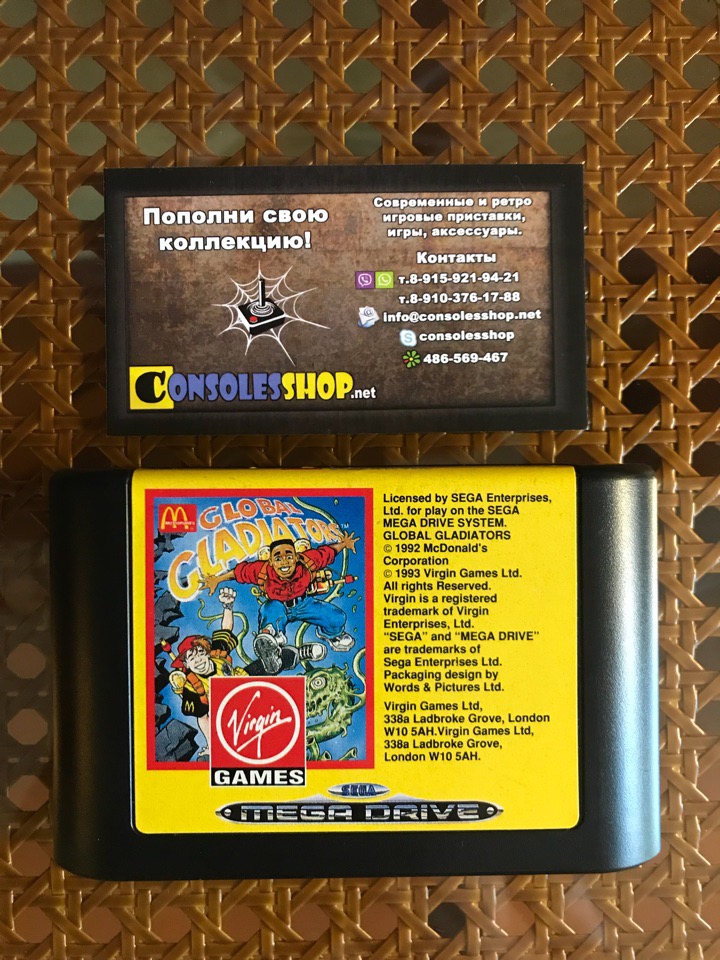 Пополни свою
коллекцию!
Современные и ретро
игровые приставки,
игры, аксессуары.
Контакты
т.8-915-921-94-21
т.8-910-376-17-88
info@consolesshop.net
consolesshop
486-569-467
CONSOLESSHOP.net
McDonald's
GLOBAL
GLADIATORS™
Virgin
GAMES
Licensed by SEGA Enterprises,
Ltd. for play on the SEGA
MEGA DRIVE SYSTEM.
GLOBAL GLADIATORS
© 1992 McDonald's
Corporation
© 1993 Virgin Games Ltd.
All rights Reserved.
Virgin is a registered
trademark of Virgin
Enterprises, Ltd.
"SEGA" and "MEGA DRIVE"
are trademarks of
Sega Enterprises Ltd.
Packaging design by
Words & Pictures Ltd.
Virgin Games Ltd,
338a Ladbroke Grove, London
W10 5AH.Virgin Games Ltd,
338a Ladbroke Grove,
London W10 5AH.
SEGA
MEGA DRIVE